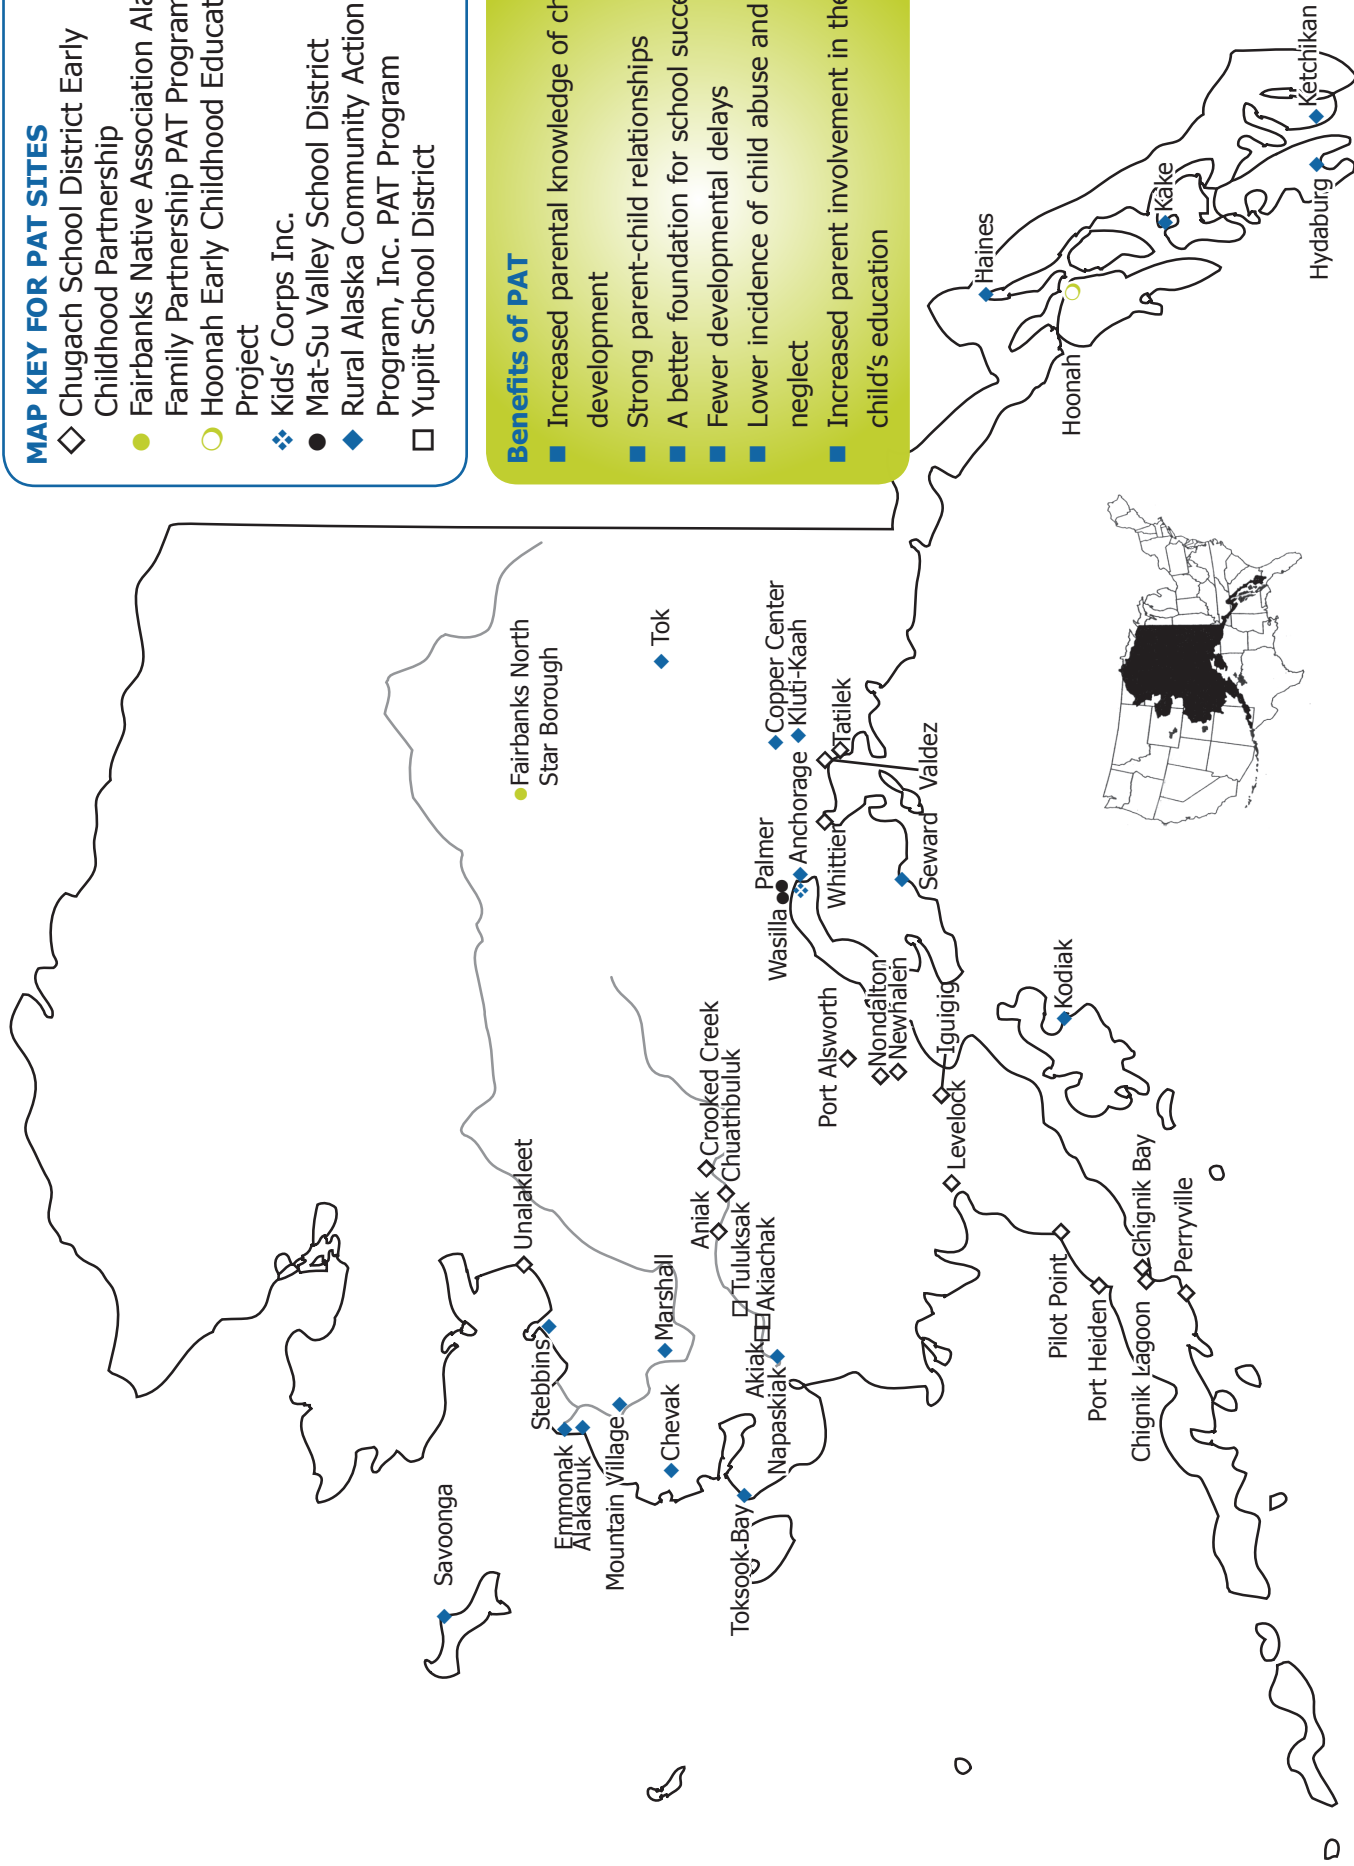 MAP KEY FOR PAT SITES
Chugach School District Early
Childhood Partnership
Fairbanks Native Association
Family Partnership PAT Program
Hoonah Early Childhood
Project
Kids' Corps Inc.
Mat-Su Valley School District
Rural Alaska Community Action
Program, Inc. PAT Program
Yupiit School District
Benefits of PAT
Increased parental knowledge of
development
Strong parent-child relationships
A better foundation for school
Fewer developmental delays
Lower incidence of child abuse and
neglect
Increased parent involvement in
child's education
Savoonga
Unalakleet
Stebbins
Emmonak
Alakanuk
Mountain Village
Marshall
Chevak
Toksook-Bay
Napaskiak
Akiak
Akiachak
Tuluksak
Aniak
Chuathbuluk
Crooked Creek
Fairbanks North
Star Borough
Tok
Copper Center
Kluti-Kaah
Palmer
Wasilla
Anchorage
Whittier
Tatilek
Valdez
Seward
Port Alsworth
Nondalton
Newhalen
Iguigig
Levelock
Kodiak
Pilot Point
Port Heiden
Chignik Lagoon
Chignik Bay
Perryville
Haines
Hoonah
Kake
Hydaburg
Ketchikan